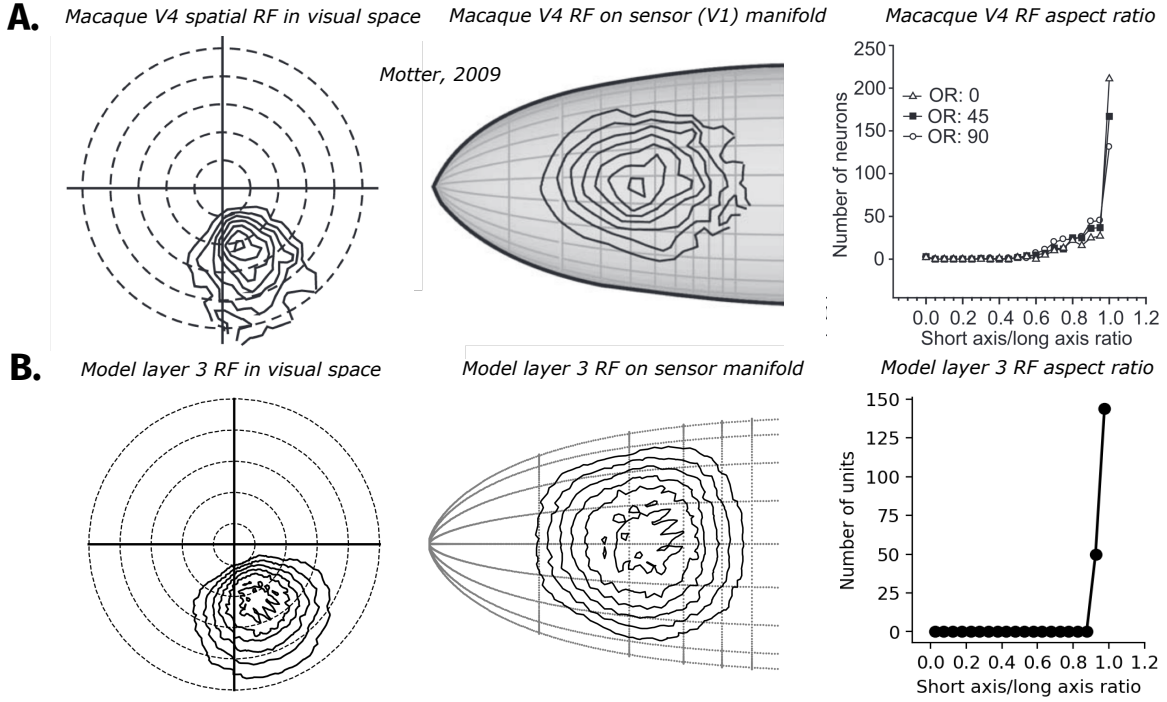 A.
Macaque V4 spatial RF in visual space
Macaque V4 RF on sensor (V1) manifold
Macacque V4 RF aspect ratio
Motter, 2009
250
200
150
100
50
0
Number of neurons
OR: 0
OR: 45
OR: 90
0.0 0.2 0.4 0.6 0.8 1.0 1.2
Short axis/long axis ratio
B.
Model layer 3 RF in visual space
Model layer 3 RF on sensor manifold
Model layer 3 RF aspect ratio
150
125
100
75
50
25
0
Number of units
0.0 0.2 0.4 0.6 0.8 1.0 1.2
Short axis/long axis ratio